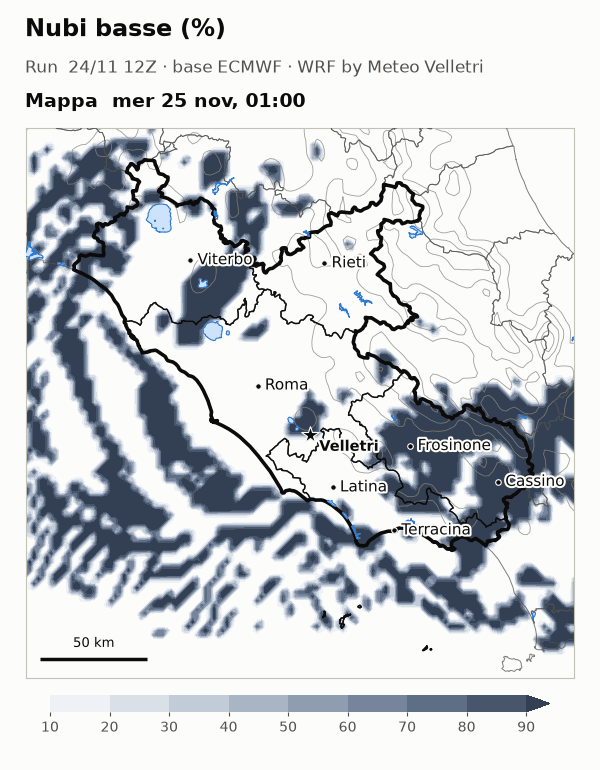 Nubi basse (%)
Run 24/11 12Z · base ECMWF · WRF by Meteo Velletri
Mappa mer 25 nov, 01:00
Viterbo
Rieti
Roma
Velletri
Frosinone
Cassino
Latina
Terracina
50 km
10 20 30 40 50 60 70 80 90